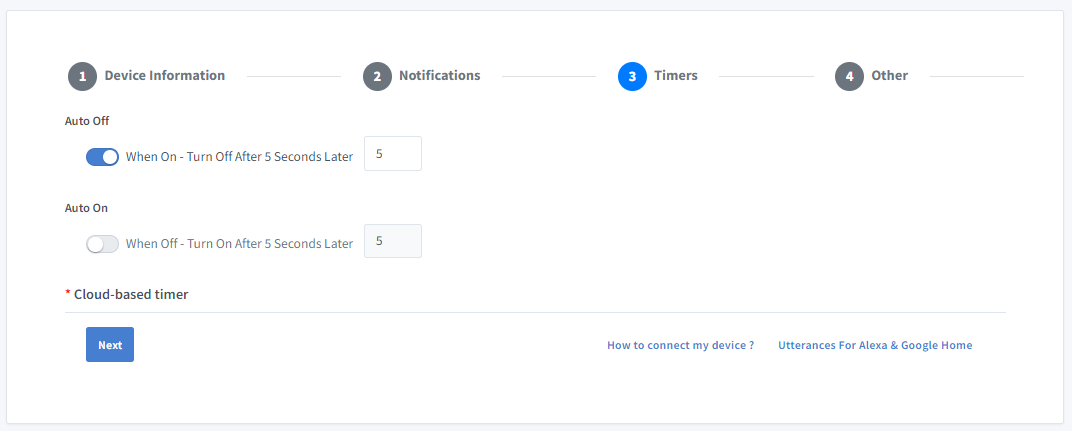 1 Device Information 2 Notifications 3 Timers 4 Other
Auto Off
When On - Turn Off After 5 Seconds Later 5
Auto On
When Off - Turn On After 5 Seconds Later 5
* Cloud-based timer
Next How to connect my device ? Utterances For Alexa & Google Home